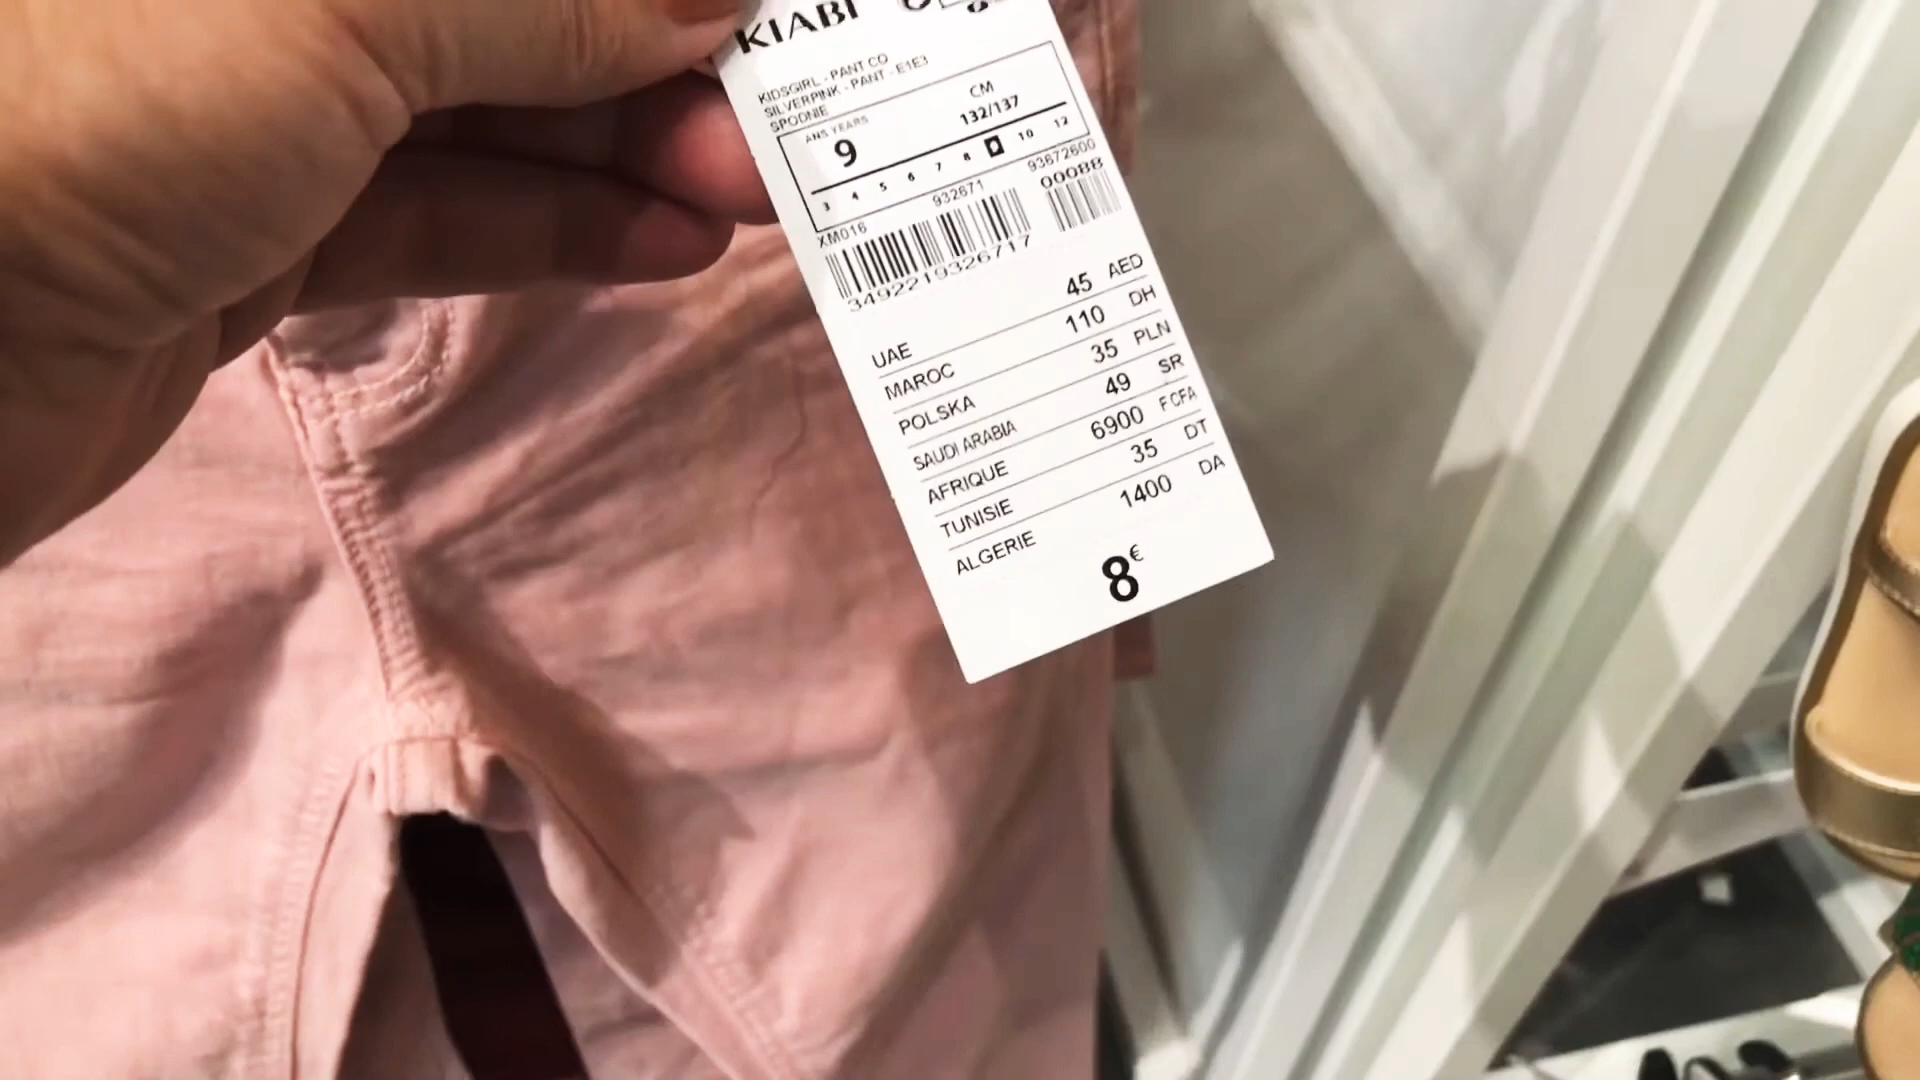 KIABI
KIDSGIRL - PANT CO
SILVERPINK - PANT - E1E3
SPODNIE
ANS YEARS CM
9 132/137
3 4 5 6 7 8 9 10 12
932671 93672600
XM016 00088
3492219326717
UAE 45 AED
MAROC 110 DH
POLSKA 35 PLN
SAUDI ARABIA 49 SR
AFRIQUE 6900 FCFA
TUNISIE 35 DT
ALGERIE 1400 DA
8€